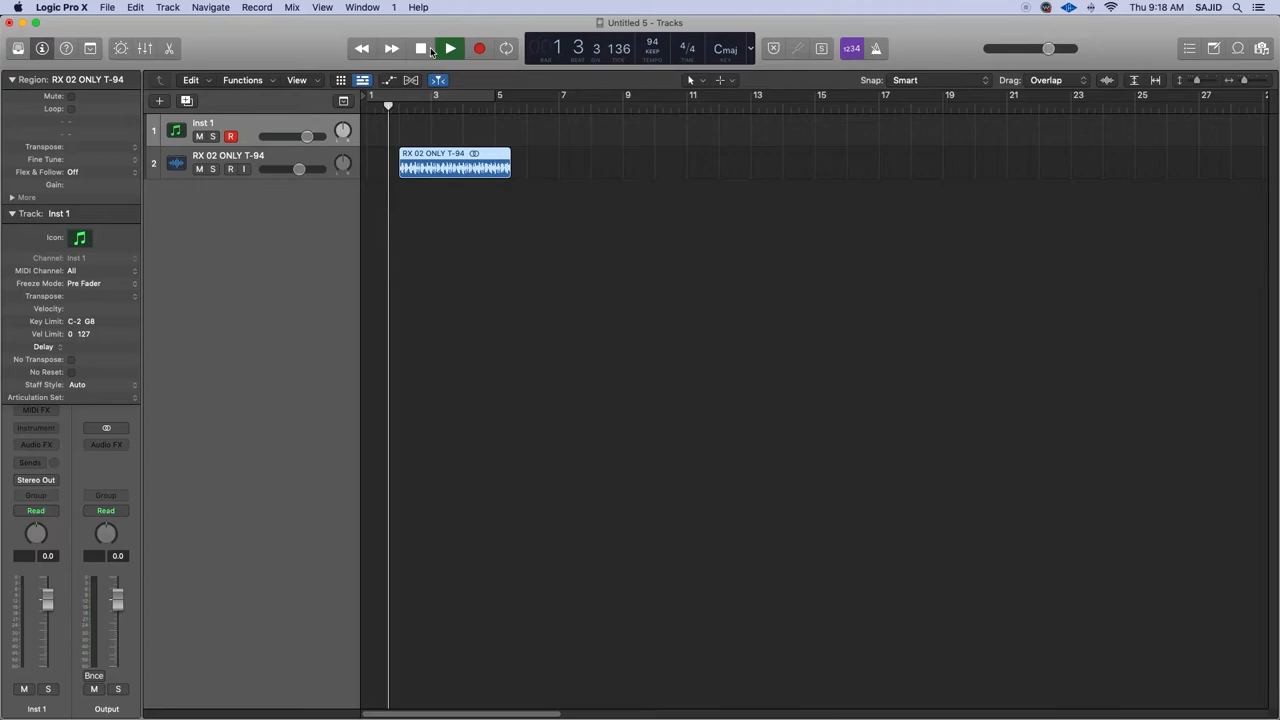 Logic Pro X File Edit Track Navigate Record Mix View Window 1 Help Thu 9:18 AM SAJID
Untitled 5 - Tracks
1 3 3 136 94 4/4 Cmaj 1234
BAR BEAT DIV TICK KEEP TEMPO
Region: RX 02 ONLY T-94 Edit Functions View Snap: Smart Drag: Overlap
Mute: 1 3 5 7 9 11 13 15 17 19 21 23 25 27
Loop:
Transpose:
Fine Tune:
Flex & Follow: Off
Gain:
More
1 Inst 1
M S R
2 RX 02 ONLY T-94
M S R I
RX 02 ONLY T-94
Track: Inst 1
Icon:
Channel: Inst 1
MIDI Channel: All
Freeze Mode: Pre Fader
Transpose:
Velocity:
Key Limit: C-2 G8
Vel Limit: 0 127
Delay
No Transpose:
No Reset:
Staff Style: Auto
Articulation Set:
MIDI FX
Instrument
Audio FX Audio FX
Sends
Stereo Out
Group Group
Read Read
0.0 0.0
Bnce
M S M S
Inst 1 Output